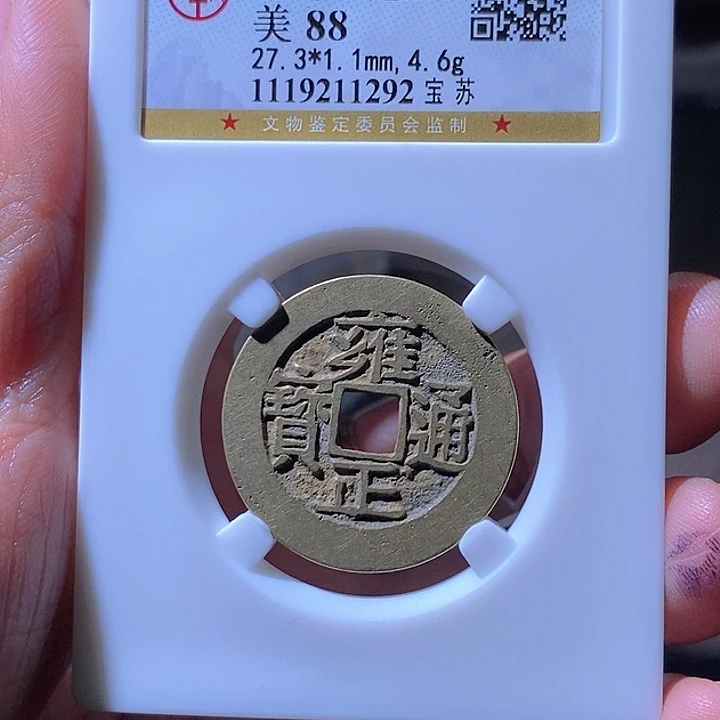 美 88
27.3*1.1mm, 4.6g
1119211292 宝 苏
★ 文物鉴定委员会监制 ★
雍
寶 通
正